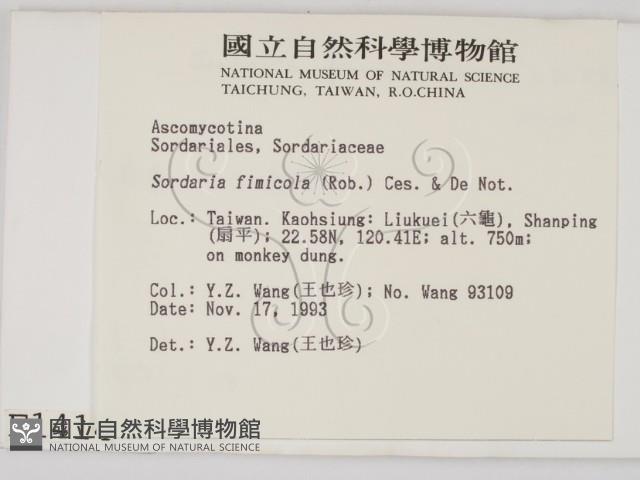 國立自然科學博物館
NATIONAL MUSEUM OF NATURAL SCIENCE
TAICHUNG, TAIWAN, R.O.CHINA
Ascomycotina
Sordariales, Sordariaceae
Sordaria fimicola (Rob.) Ces. & De Not.
Loc.: Taiwan. Kaohsiung: Liukuei(六龜), Shanping
(扇平); 22.58N, 120.41E; alt. 750m;
on monkey dung.
Col.: Y.Z. Wang(王也珍); No. Wang 93109
Date: Nov. 17, 1993
Det.: Y.Z. Wang(王也珍)
國立自然科學博物館
NATIONAL MUSEUM OF NATURAL SCIENCE